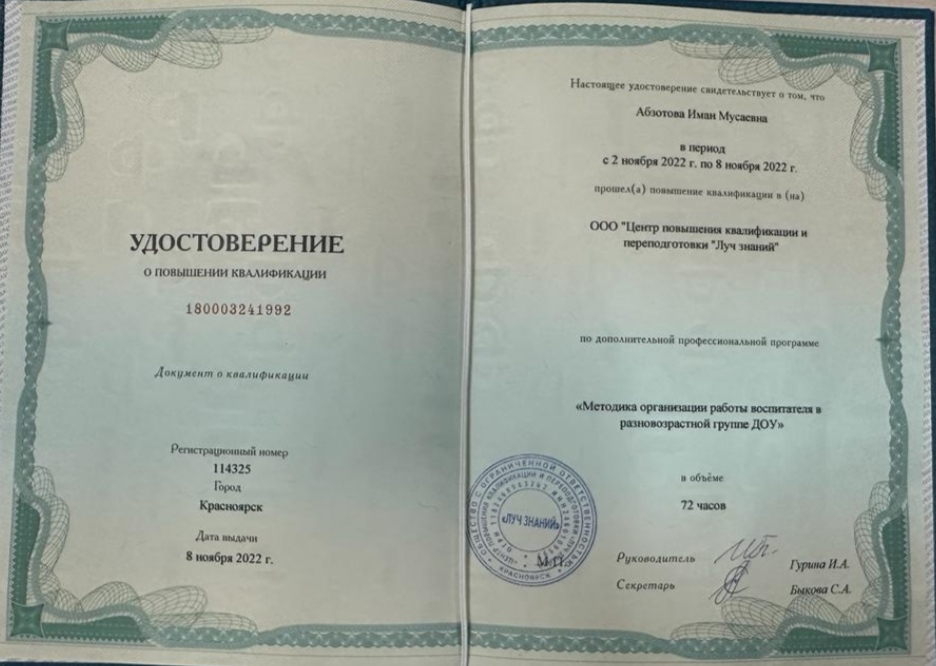 УДОСТОВЕРЕНИЕ
О ПОВЫШЕНИИ КВАЛИФИКАЦИИ
180003241992
Документ о квалификации
Регистрационный номер
114325
Город
Красноярск
Дата выдачи
8 ноября 2022 г.
Настоящее удостоверение свидетельствует о том, что
Абзотова Иман Мусаевна
в период
с 2 ноября 2022 г. по 8 ноября 2022 г.
прошел(а) повышение квалификации в (на)
ООО "Центр повышения квалификации и
переподготовки "Луч знаний"
по дополнительной профессиональной программе
«Методика организации работы воспитателя в
разновозрастной группе ДОУ»
в объёме
72 часов
ОБЩЕСТВО С ОГРАНИЧЕННОЙ ОТВЕТСТВЕННОСТЬЮ
«ЛУЧ ЗНАНИЙ»
КРАСНОЯРСК
М.П.
Руководитель
Гурина И.А.
Секретарь
Быкова С.А.